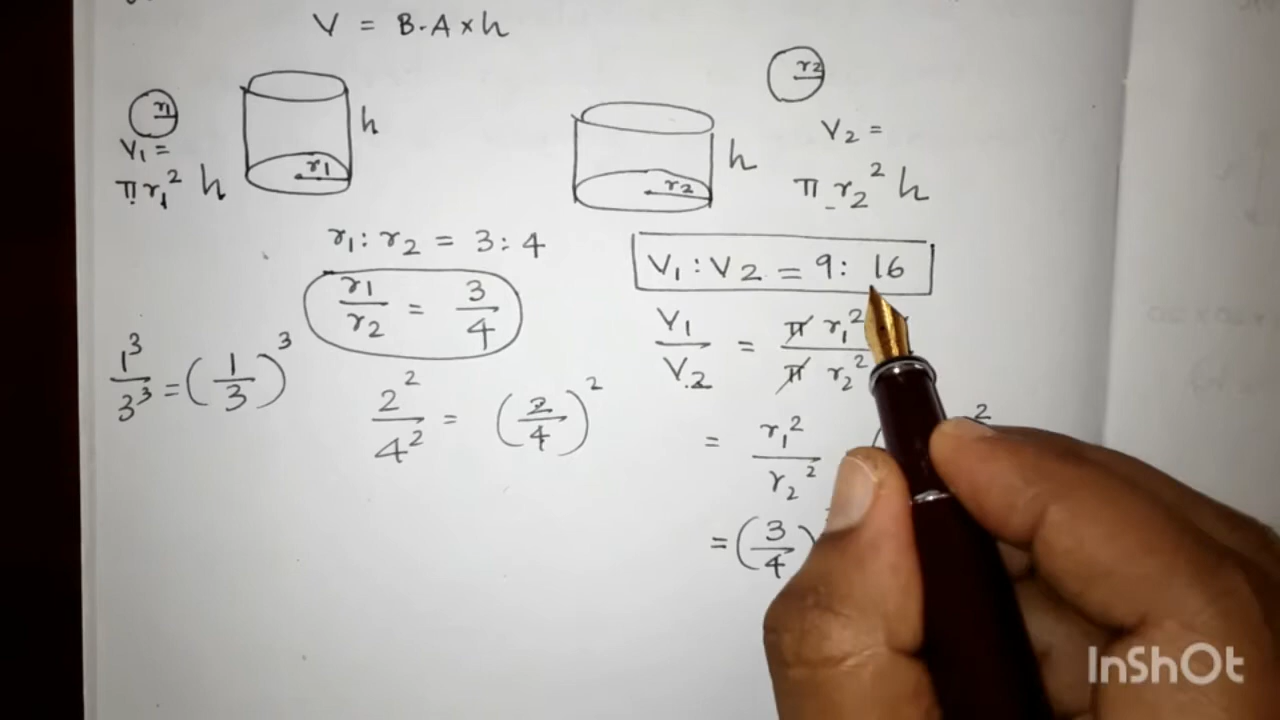 V = B.A × h
r1
V1 =
πr1² h
h
r1
r2
V2 =
π r2² h
h
r2
r1 : r2 = 3 : 4
r1/r2 = 3/4
V1 : V2 = 9 : 16
V1/V2 = π r1² / π r2²
1³/3³ = (1/3)³
2²/4² = (2/4)²
= r1²/r2² ( ²
= (3/4)
InShOt